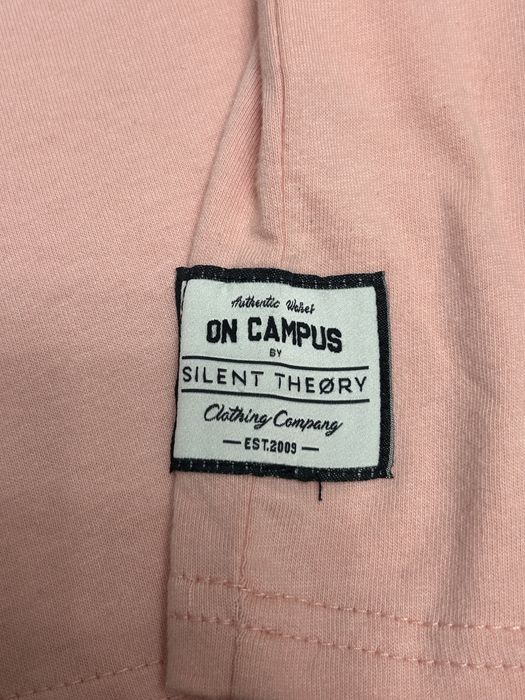 Authentic
ON CAMPUS
BY
SILENT THEØRY
Clothing Company
EST.2009